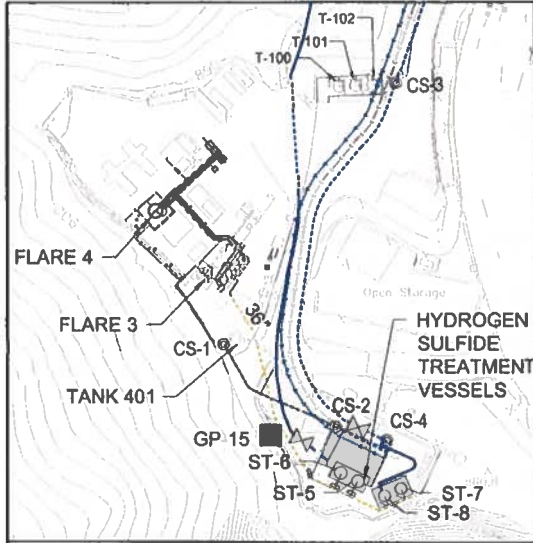 T-102
T-101
T-100
CS-3
FLARE 4
36"
Open Storage
FLARE 3
HYDROGEN
SULFIDE
TREATMENT
VESSELS
CS-1
TANK 401
CS-2
CS-4
GP 15
ST-6
ST-5
ST-7
ST-8